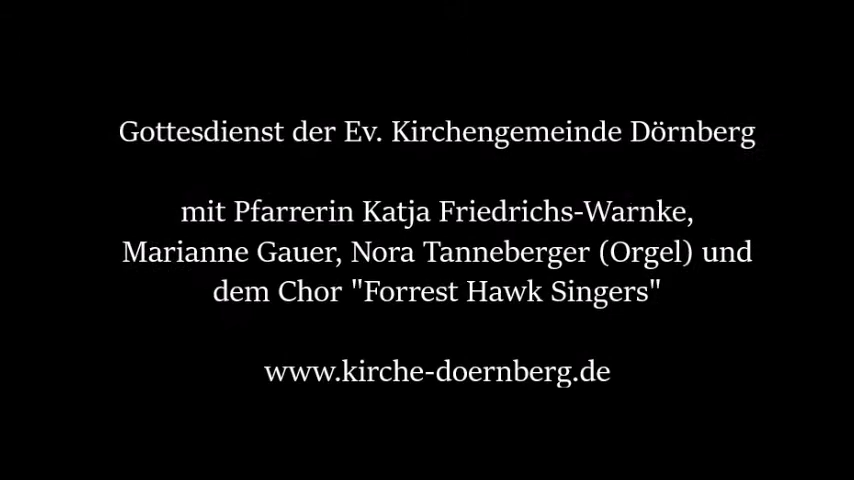 Gottesdienst der Ev. Kirchengemeinde Dörnberg
mit Pfarrerin Katja Friedrichs-Warnke,
Marianne Gauer, Nora Tanneberger (Orgel) und
dem Chor "Forrest Hawk Singers"
www.kirche-doernberg.de